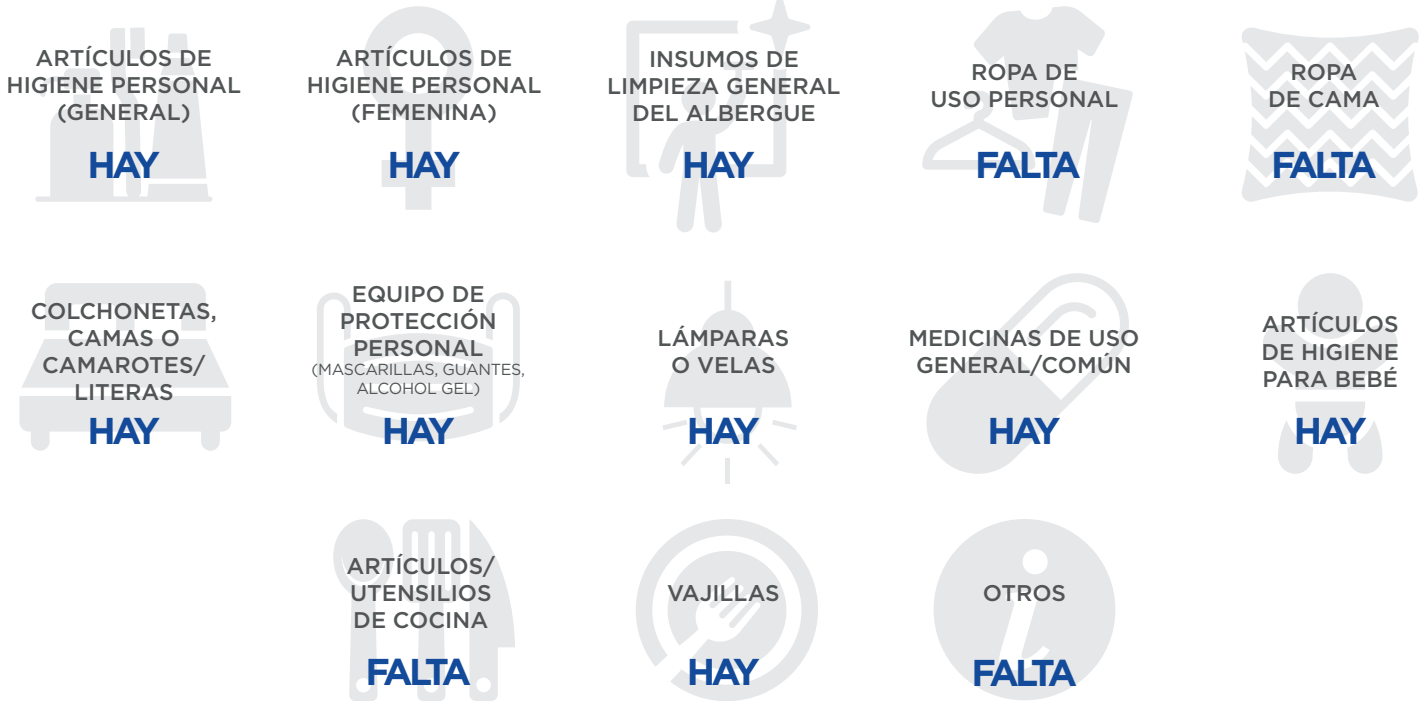 ARTÍCULOS DE
HIGIENE PERSONAL
(GENERAL)
HAY
ARTÍCULOS DE
HIGIENE PERSONAL
(FEMENINA)
HAY
INSUMOS DE
LIMPIEZA GENERAL
DEL ALBERGUE
HAY
ROPA DE
USO PERSONAL
FALTA
ROPA
DE CAMA
FALTA
COLCHONETAS,
CAMAS O
CAMAROTES/
LITERAS
HAY
EQUIPO DE
PROTECCIÓN
PERSONAL
(MASCARILLAS, GUANTES,
ALCOHOL GEL)
HAY
LÁMPARAS
O VELAS
HAY
MEDICINAS DE USO
GENERAL/COMÚN
HAY
ARTÍCULOS
DE HIGIENE
PARA BEBÉ
HAY
ARTÍCULOS/
UTENSILIOS
DE COCINA
FALTA
VAJILLAS
HAY
OTROS
FALTA